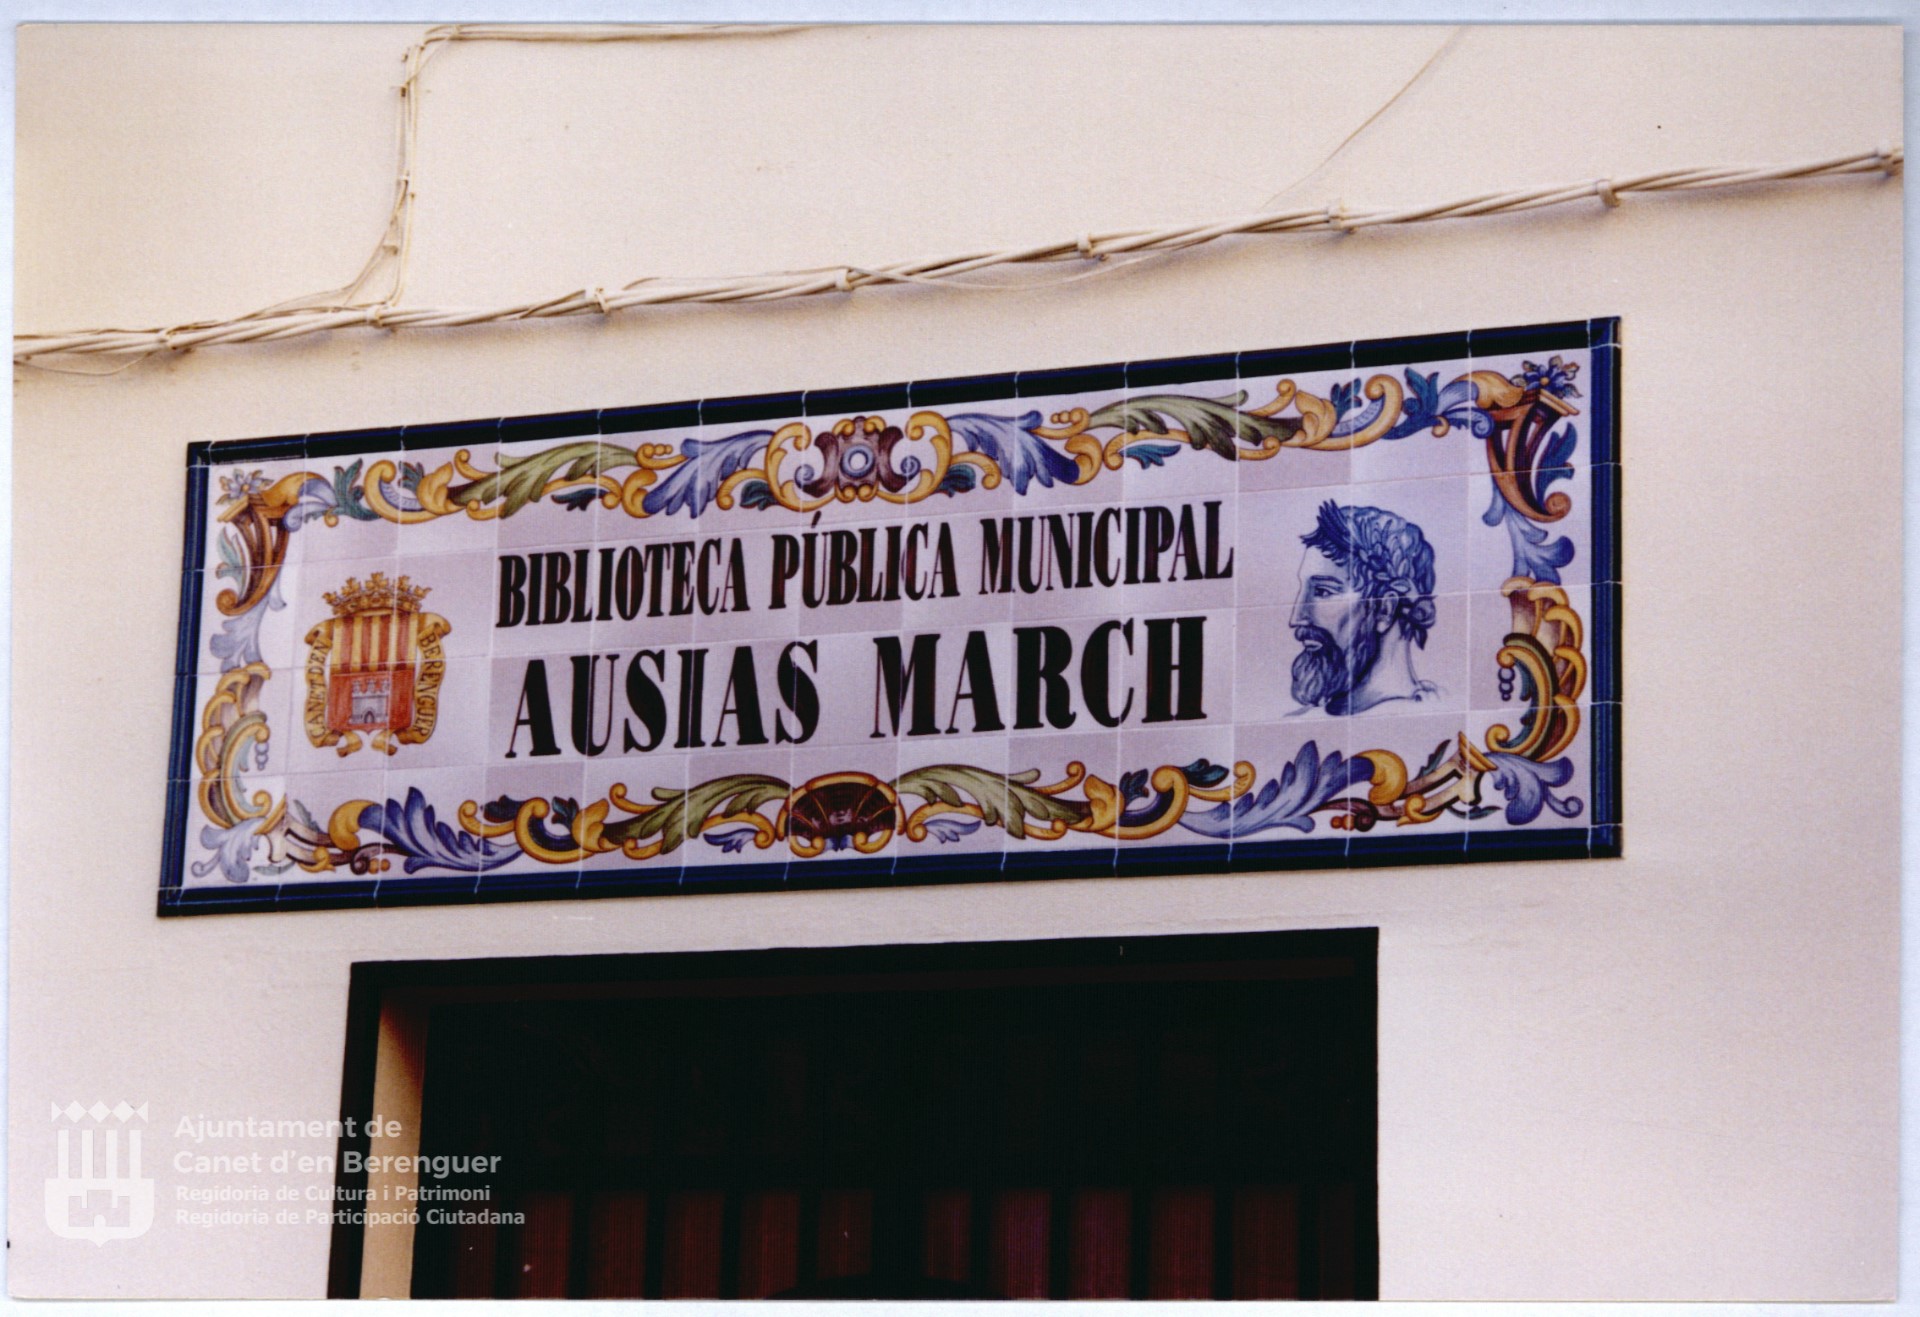 BIBLIOTECA PÚBLICA MUNICIPAL
AUSIAS MARCH
CANET D'EN
BERENGUER
Ajuntament de
Canet d'en Berenguer
Regidoria de Cultura i Patrimoni
Regidoria de Participació Ciutadana